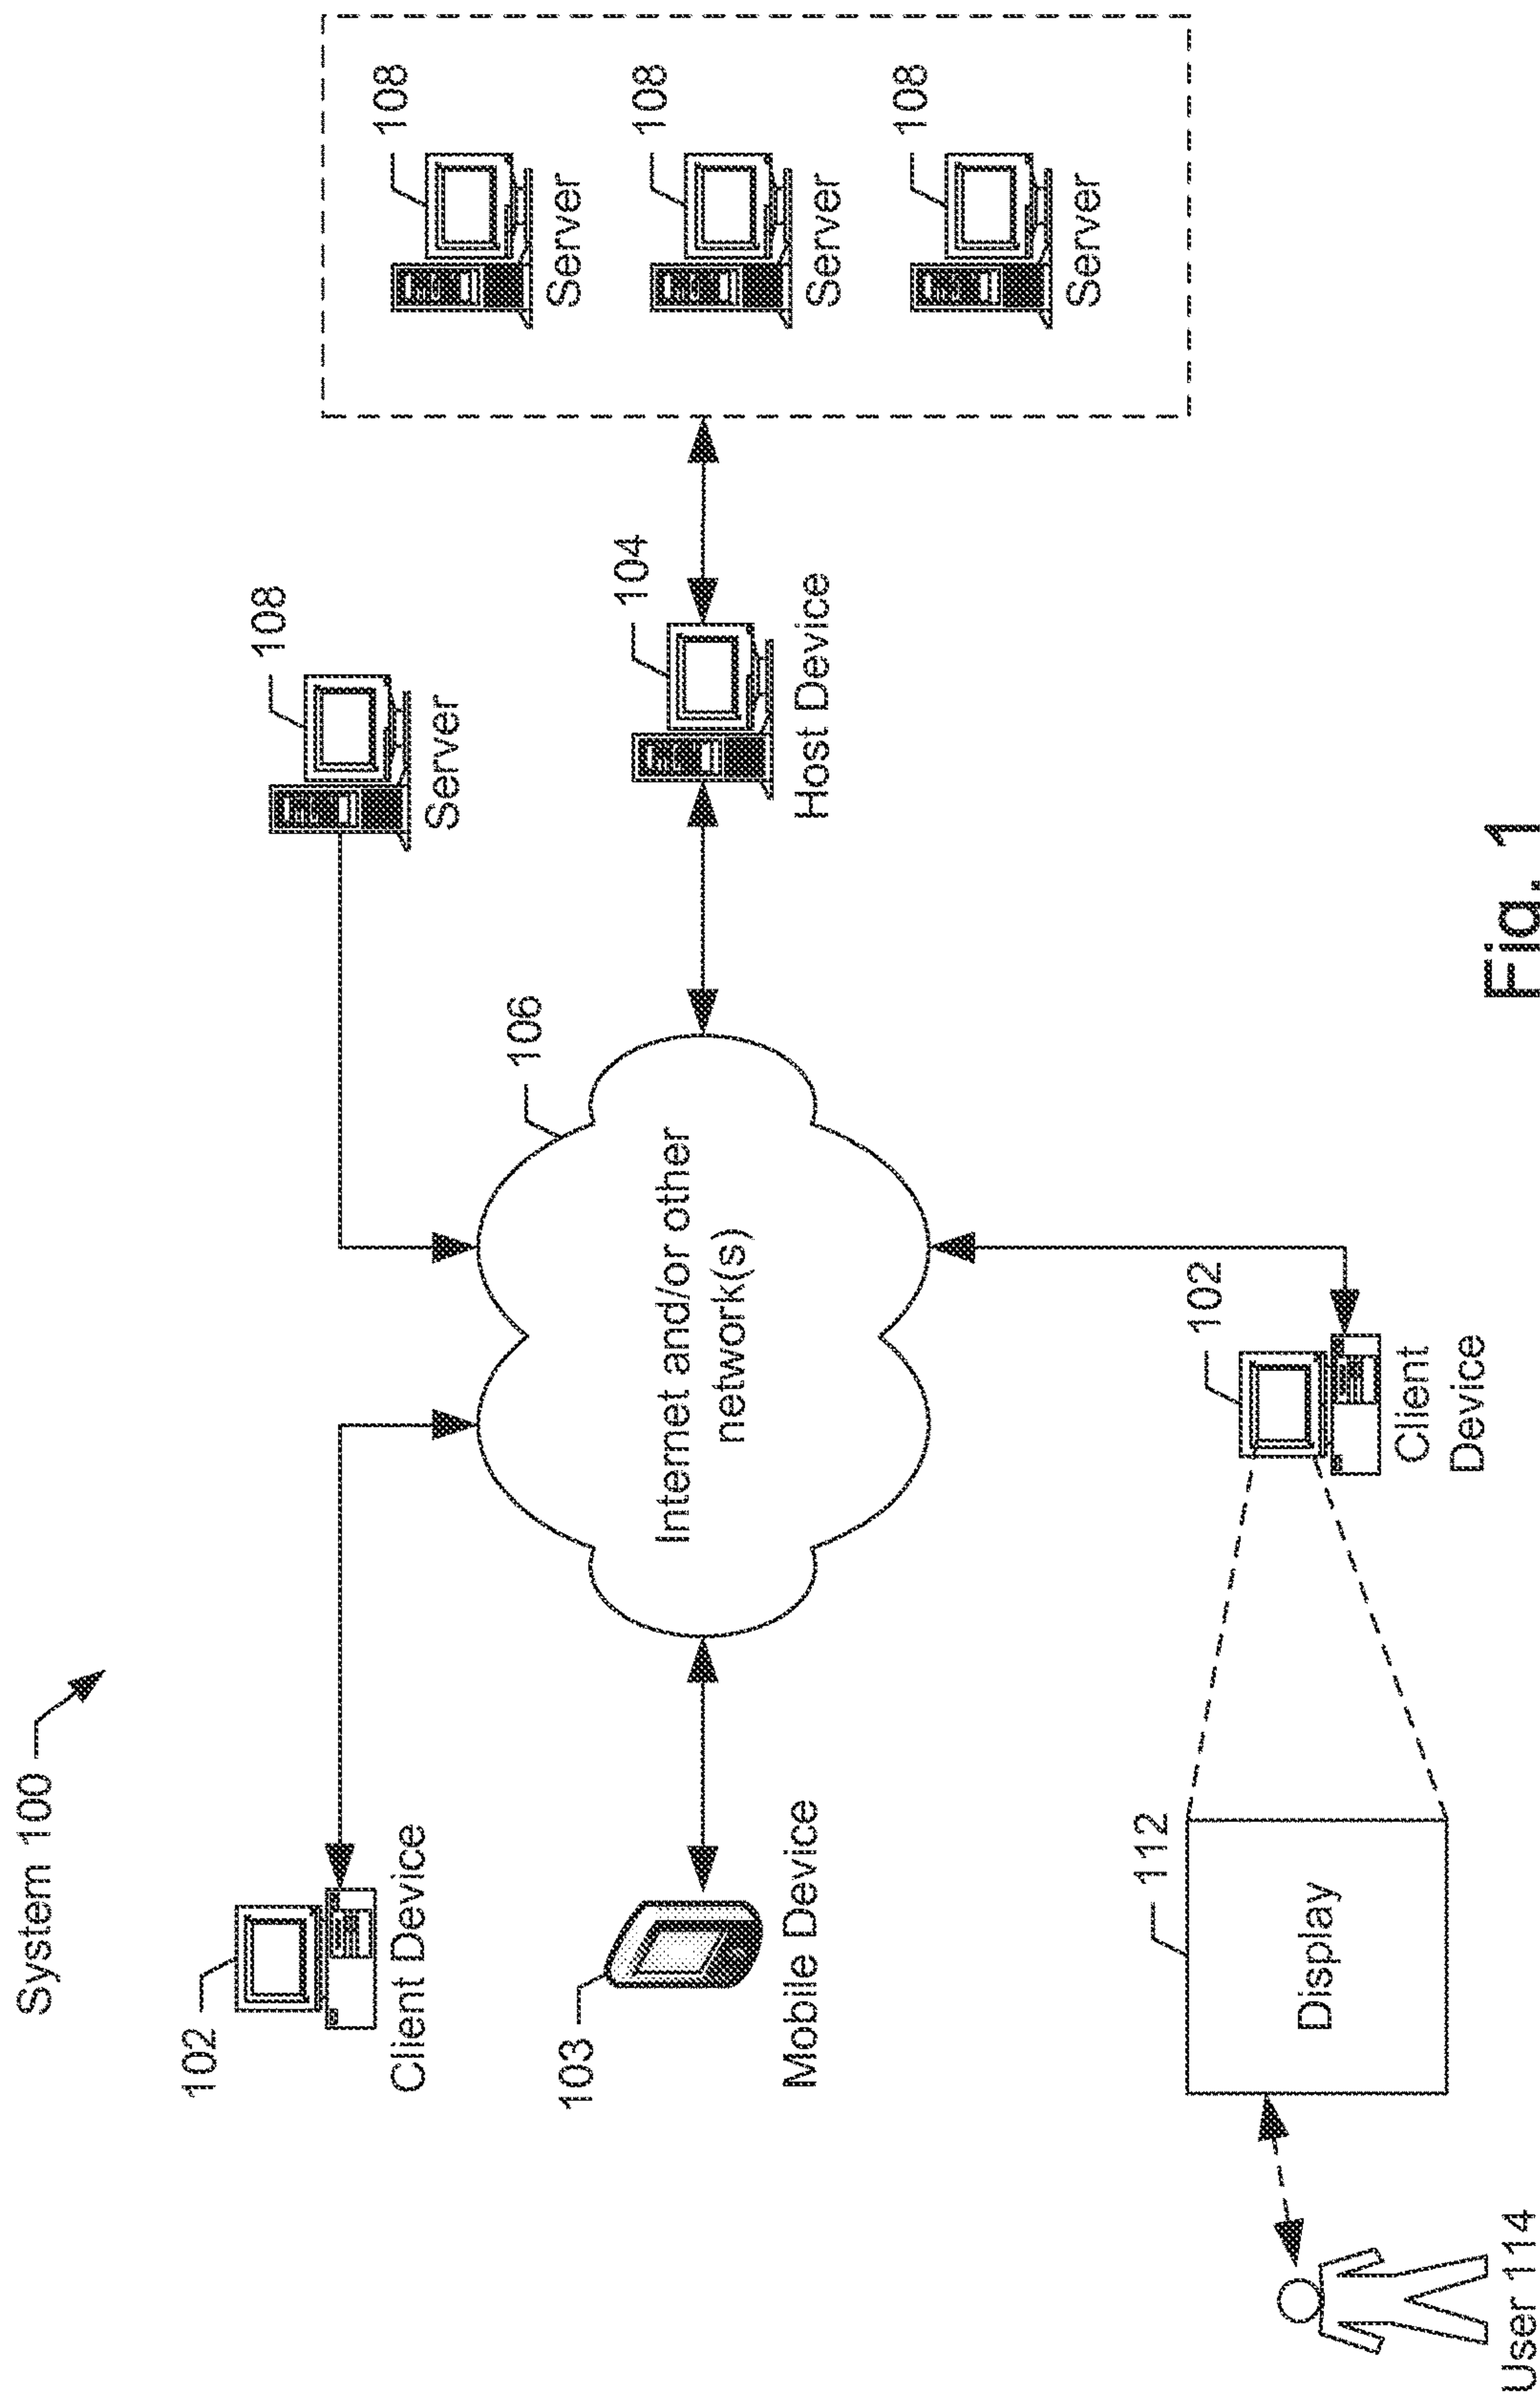 System 100
102
Client Device
108
Server
108
Server
106
Internet and/or other
network(s)
103
Mobile Device
104
Host Device
108
Server
108
Server
112
Display
102
Client
Device
User 114
Fig. 1